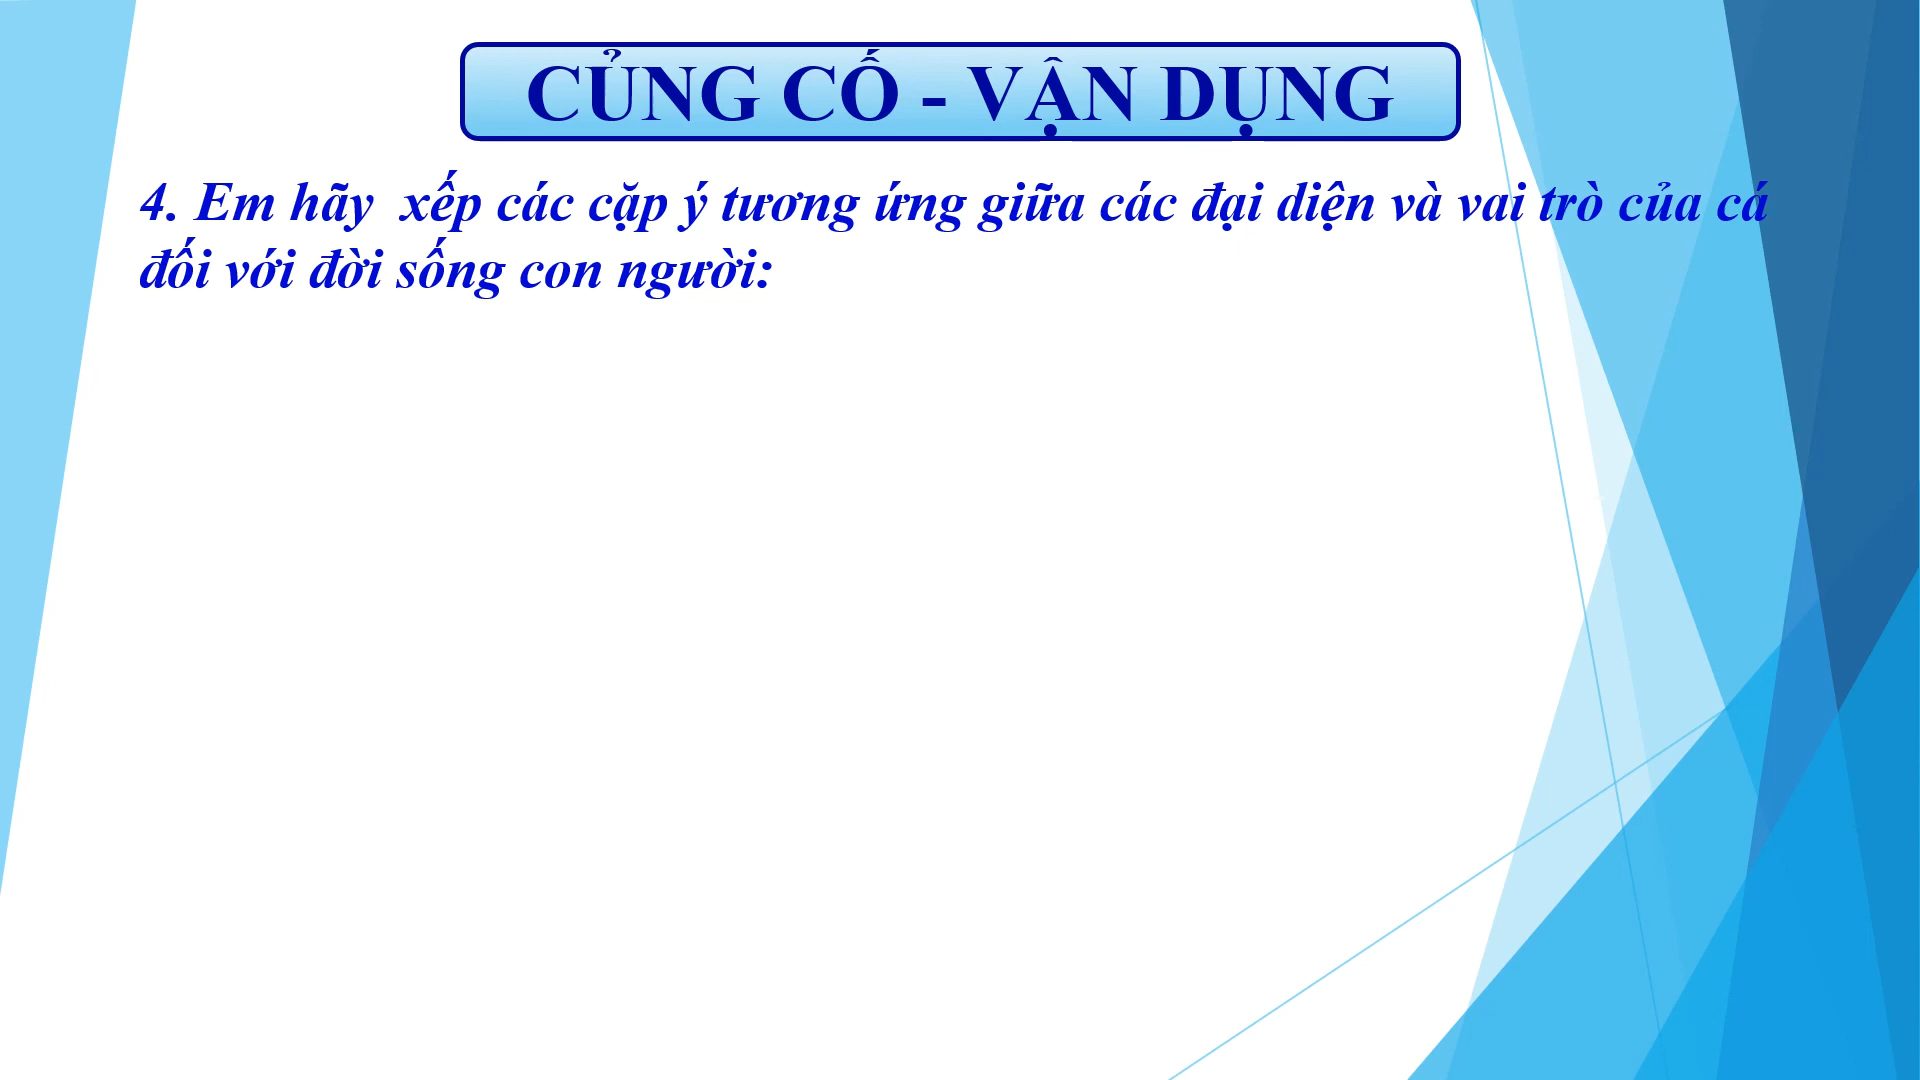 CỦNG CỐ - VẬN DỤNG
4. Em hãy  xếp các cặp ý tương ứng giữa các đại diện và vai trò của cá
đối với đời sống con người: